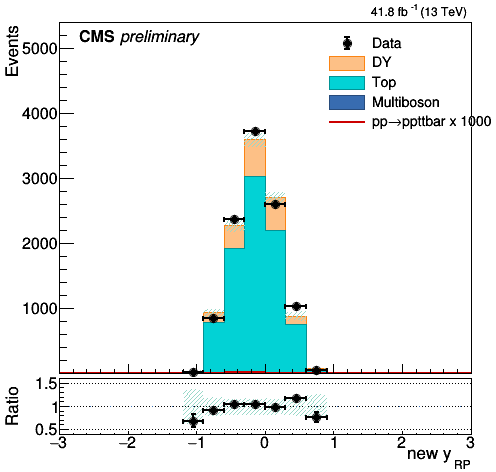 41.8 fb⁻¹ (13 TeV)
CMS preliminary
Events
5000
4000
3000
2000
1000
Data
DY
Top
Multiboson
pp→ppttbar x 1000
Ratio
1.5
1
0.5
−3 −2 −1 0 1 2 3
new y_RP